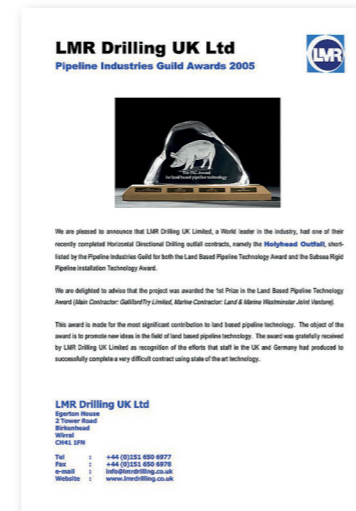 LMR Drilling UK Ltd
Pipeline Industries Guild Awards 2005
LMR
The PIG Award
for land based pipeline technology
We are pleased to announce that LMR Drilling UK Limited, a World leader in the industry, had one of their
recently completed Horizontal Directional Drilling outfall contracts, namely the Holyhead Outfall, short-
listed by the Pipeline Industries Guild for both the Land Based Pipeline Technology Award and the Subsea Rigid
Pipeline Installation Technology Award.
We are delighted to advise that the project was awarded the 1st Prize in the Land Based Pipeline Technology
Award (Main Contractor: GallifordTry Limited, Marine Contractor: Land & Marine Westminster Joint Venture).
This award is made for the most significant contribution to land based pipeline technology. The object of the
award is to promote new ideas in the field of land based pipeline technology. The award was gratefully received
by LMR Drilling UK Limited as recognition of the efforts that staff in the UK and Germany had produced to
successfully complete a very difficult contract using state of the art technology.
LMR Drilling UK Ltd
Egerton House
2 Tower Road
Birkenhead
Wirral
CH41 1FN
Tel : +44 (0)151 650 6977
Fax : +44 (0)151 650 6978
e-mail : info@lmrdrilling.co.uk
Website : www.lmrdrilling.co.uk